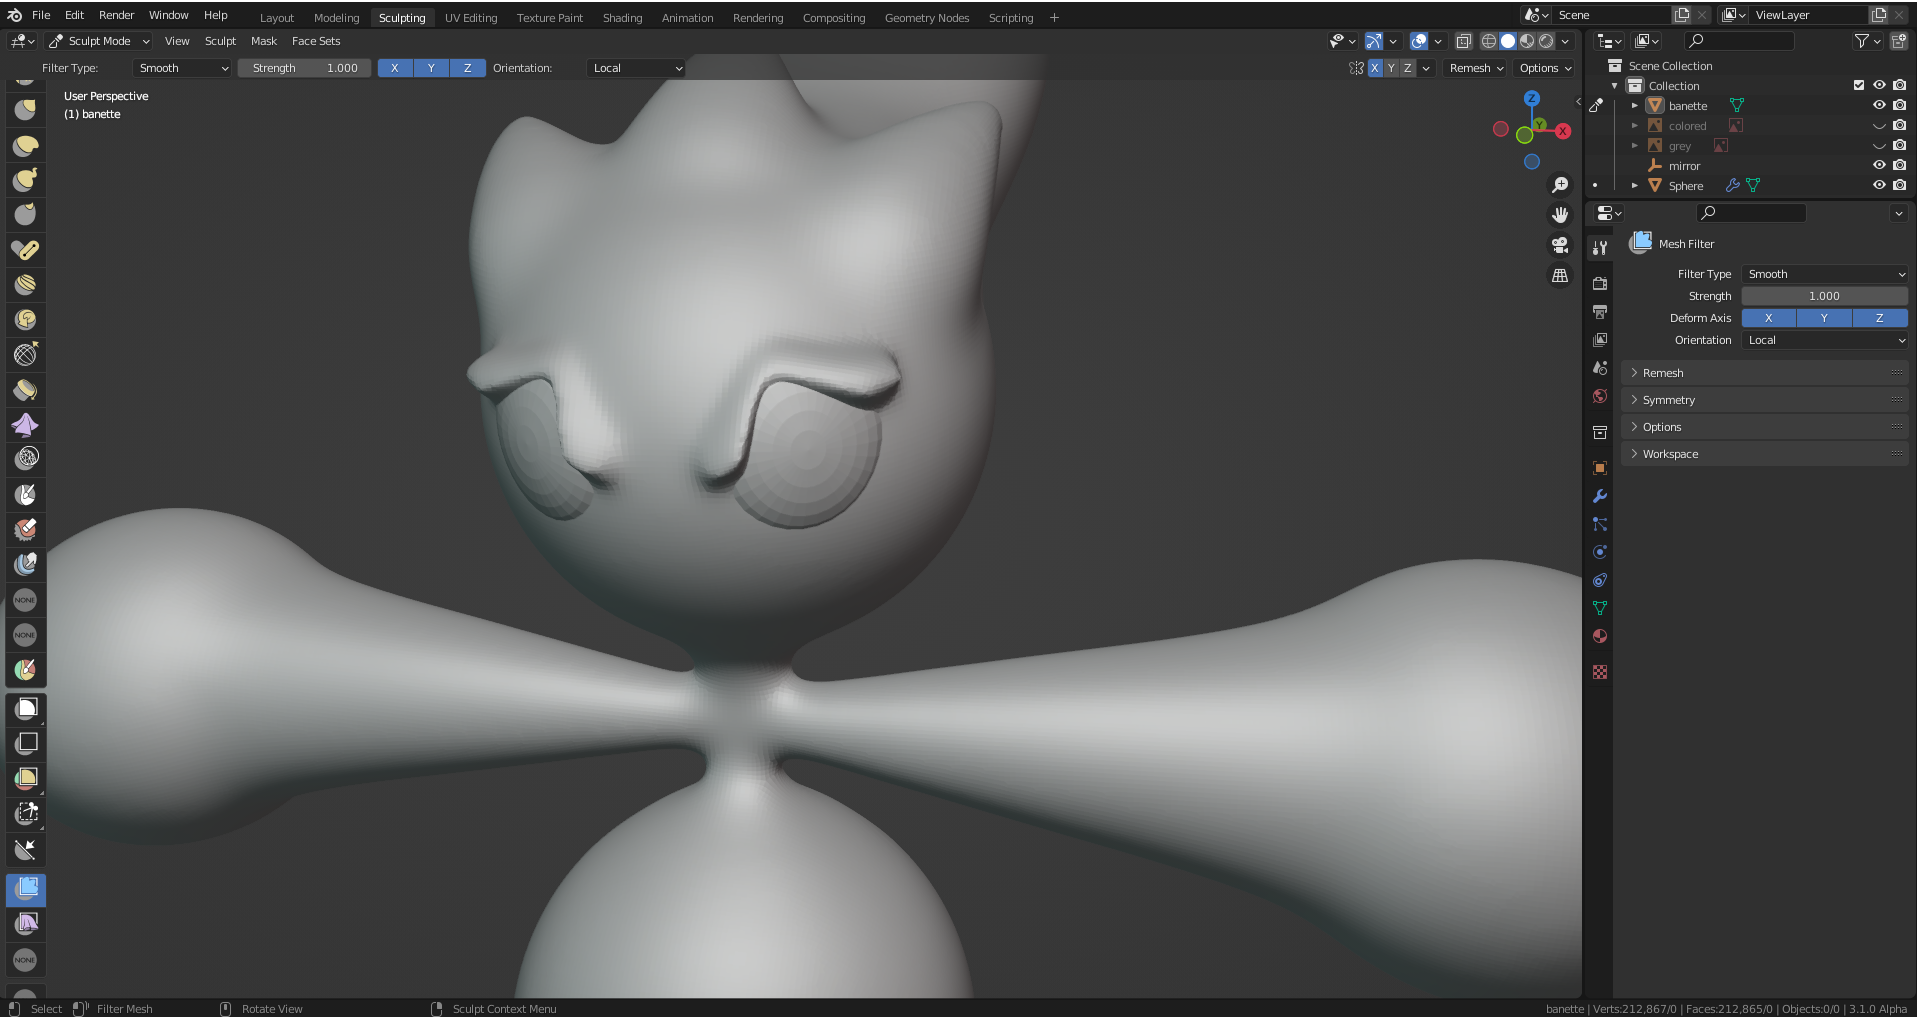 File Edit Render Window Help Layout Modeling Sculpting UV Editing Texture Paint Shading Animation Rendering Compositing Geometry Nodes Scripting + Scene ViewLayer
Sculpt Mode View Sculpt Mask Face Sets
Filter Type: Smooth Strength 1.000 X Y Z Orientation: Local X Y Z Remesh Options
User Perspective
(1) banette
Z
Y
X
NONE
NONE
NONE
Scene Collection
Collection
banette
colored
grey
mirror
Sphere
Mesh Filter
Filter Type Smooth
Strength 1.000
Deform Axis X Y Z
Orientation Local
Remesh
Symmetry
Options
Workspace
Select Filter Mesh Rotate View Sculpt Context Menu banette | Verts:212,867/0 | Faces:212,865/0 | Objects:0/0 | 3.1.0 Alpha